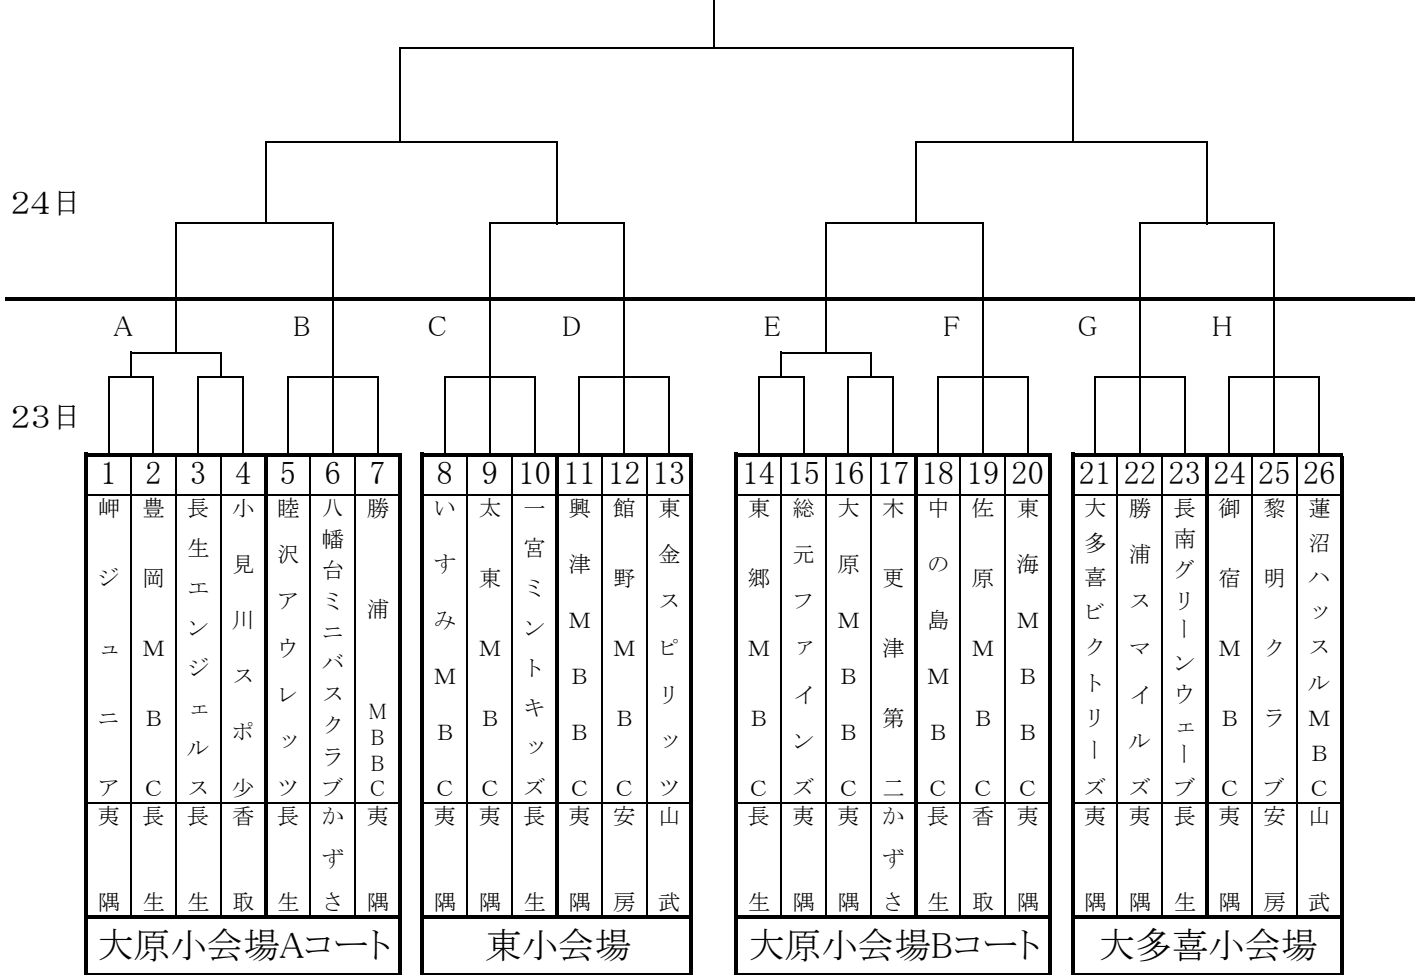 24日
A B C D E F G H
23日
1 2 3 4 5 6 7 8 9 10 11 12 13 14 15 16 17 18 19 20 21 22 23 24 25 26
岬ジュニア
豊岡MBC
長生エンジェルス
小見川スポ少
睦沢アウレッツ
八幡台ミニバスクラブ
勝浦MBBC
いすみMBC
太東MBC
一宮ミントキッズ
興津MBBC
館野MBC
東金スピリッツ
東郷MBC
総元ファインズ
大原MBBC
木更津第二
中の島MBC
佐原MBC
東海MBBC
大多喜ビクトリーズ
勝浦スマイルズ
長南グリーンウェーブ
御宿MBC
黎明クラブ
蓮沼ハッスルMBC
夷隅
長生
長生
香取
長生
かずさ
夷隅
夷隅
夷隅
長生
夷隅
安房
山武
長生
夷隅
夷隅
かずさ
長生
香取
夷隅
夷隅
夷隅
長生
夷隅
安房
山武
大原小会場Aコート
東小会場
大原小会場Bコート
大多喜小会場